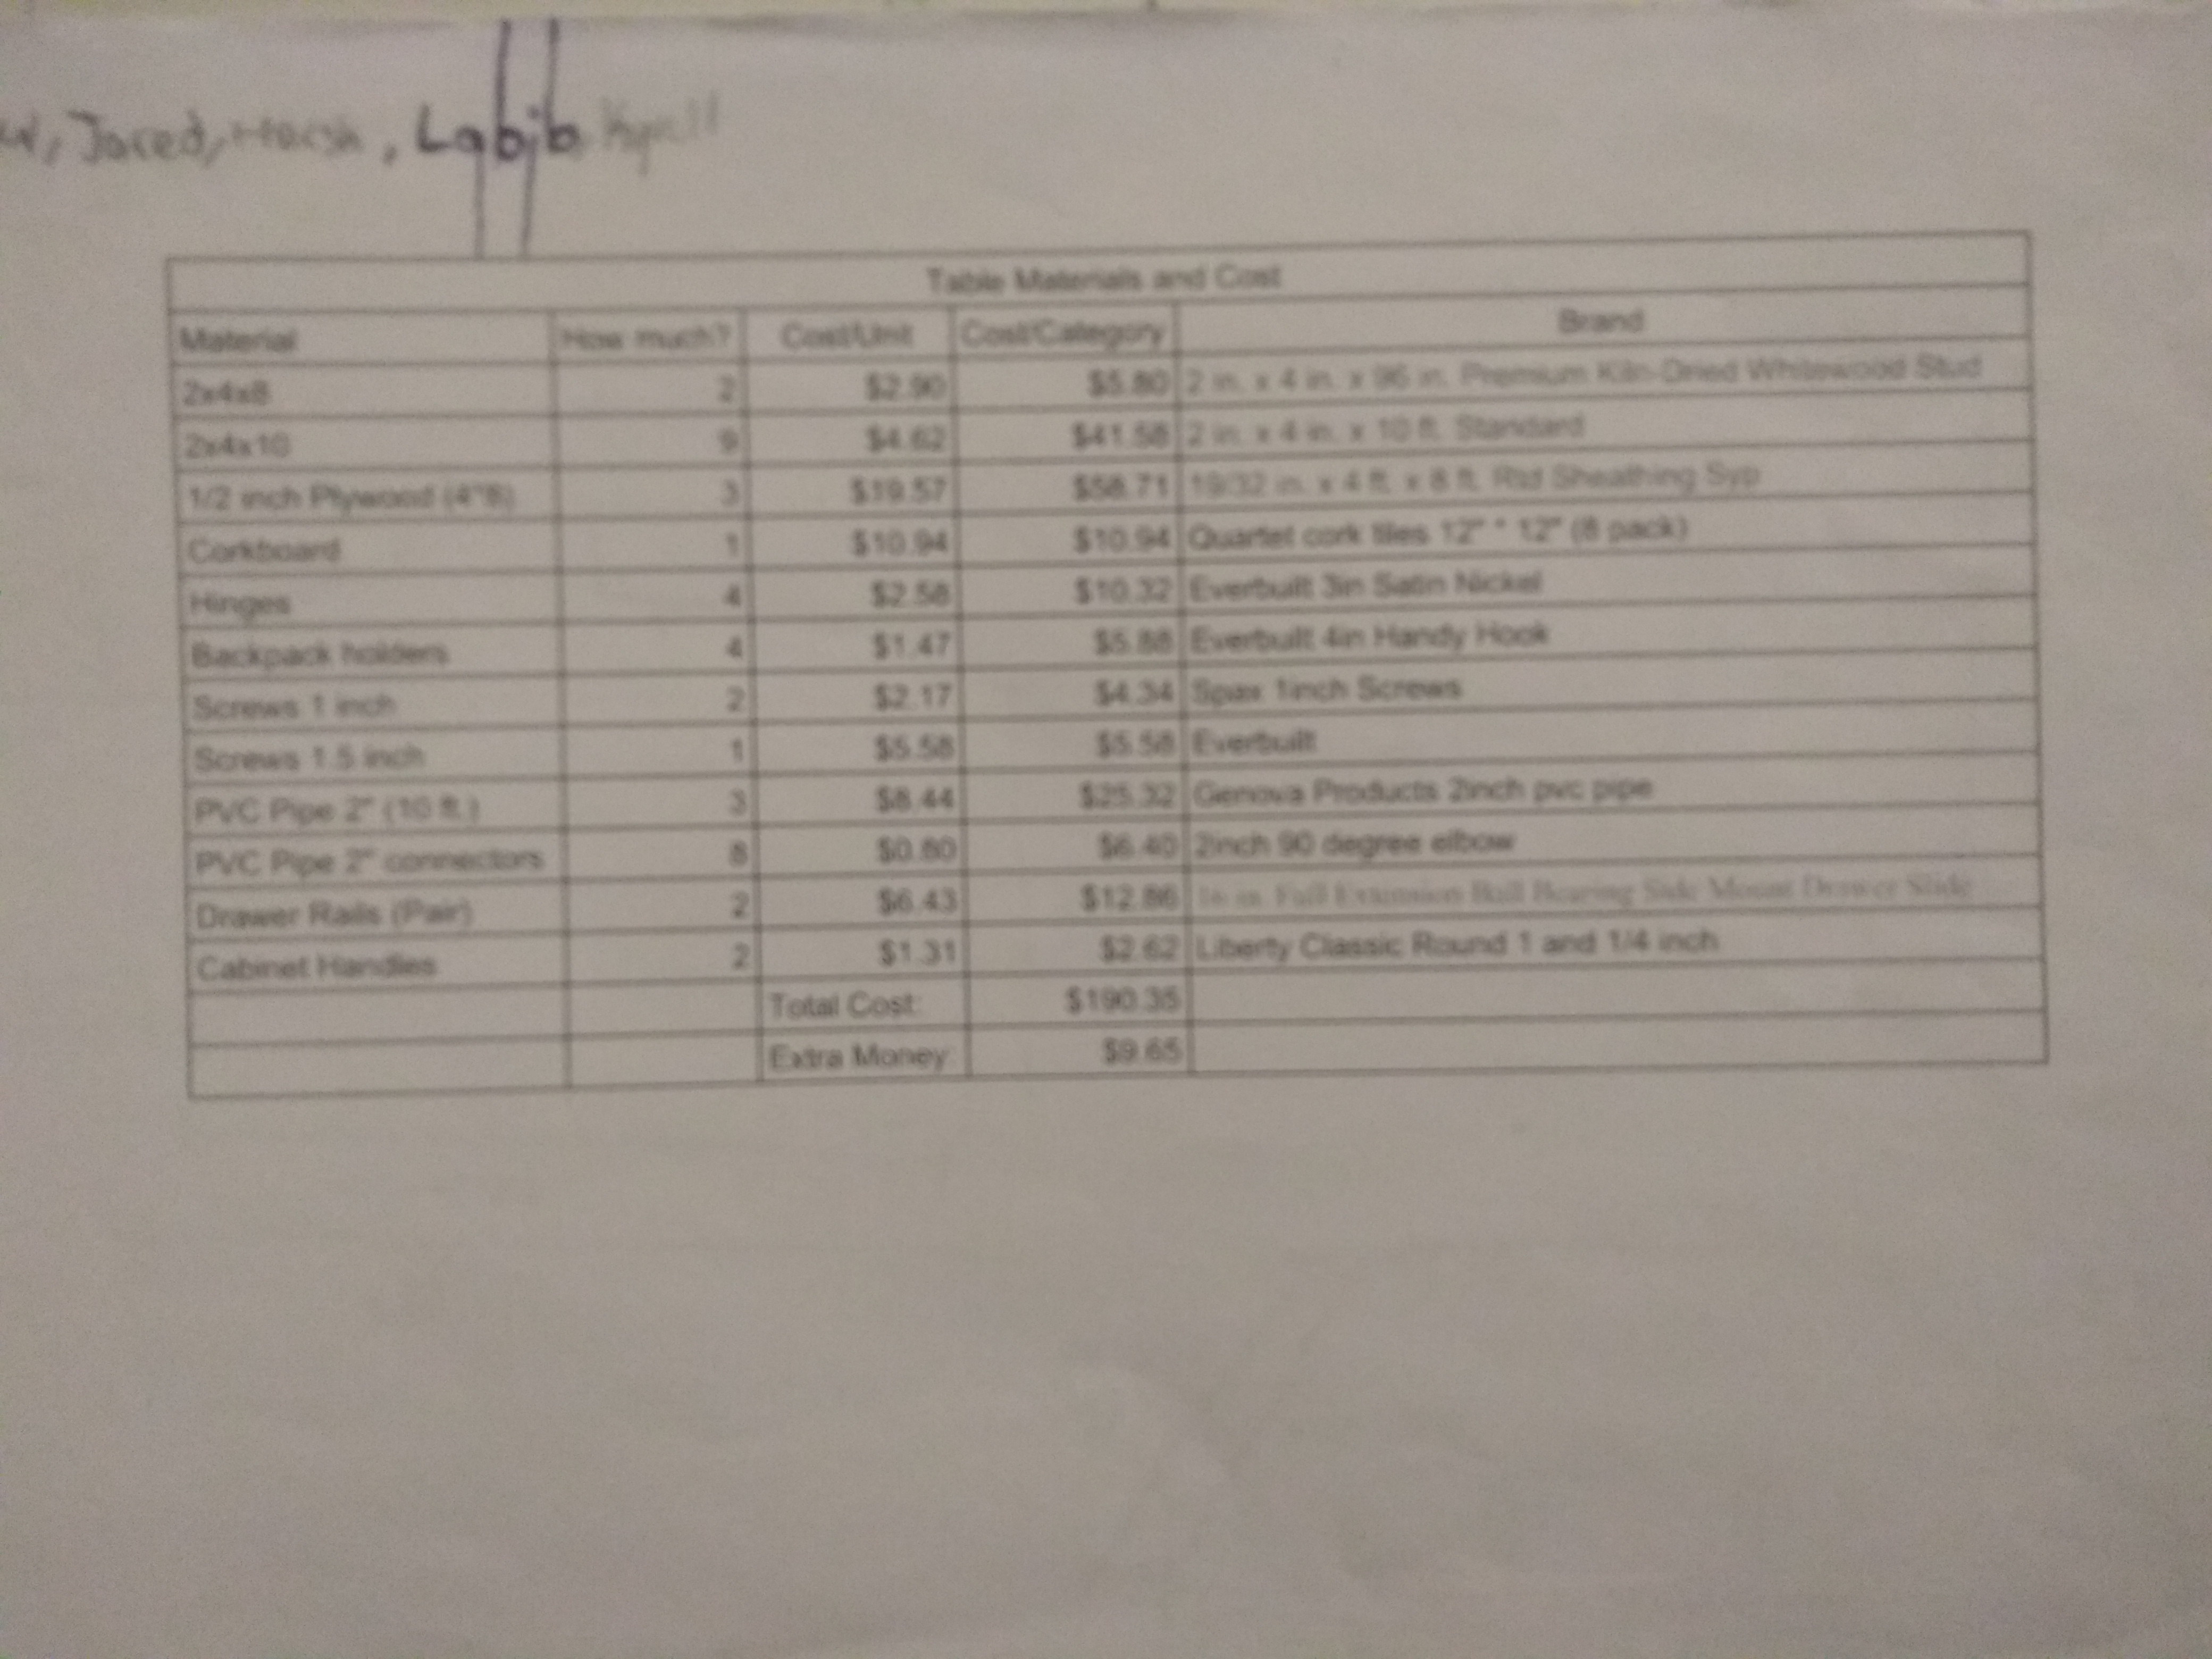 Jared, Harsh,
Table Materials and Cost
Material How much? Cost/Unit Cost/Category Brand
2x4x8 2 $2.90 $5.80 2 in. x 4 in. x 96 in. Premium Kiln-Dried Whitewood Stud
2x4x10 9 $4.62 $41.58 2 in. x 4 in. x 10 ft. Standard
1/2 inch Plywood (4*8) 3 $19.57 $58.71 19/32 in. x 4 ft. x 8 ft. Rtd Sheathing Syp
Corkboard 1 $10.94 $10.94 Quartet cork tiles 12" * 12" (8 pack)
Hinges 4 $2.58 $10.32 Everbuilt 3in Satin Nickel
Backpack holders 4 $1.47 $5.88 Everbuilt 4in Handy Hook
Screws 1 inch 2 $2.17 $4.34 Spax 1inch Screws
Screws 1.5 inch 1 $5.58 $5.58 Everbuilt
PVC Pipe 2" (10 ft.) 3 $8.44 $25.32 Genova Products 2inch pvc pipe
PVC Pipe 2" connectors 8 $0.80 $6.40 2inch 90 degree elbow
Drawer Rails (Pair) 2 $6.43 $12.86 16 in. Full Extension Ball Bearing Side Mount Drawer Slide
Cabinet Handles 2 $1.31 $2.62 Liberty Classic Round 1 and 1/4 inch
Total Cost: $190.35
Extra Money $9.65